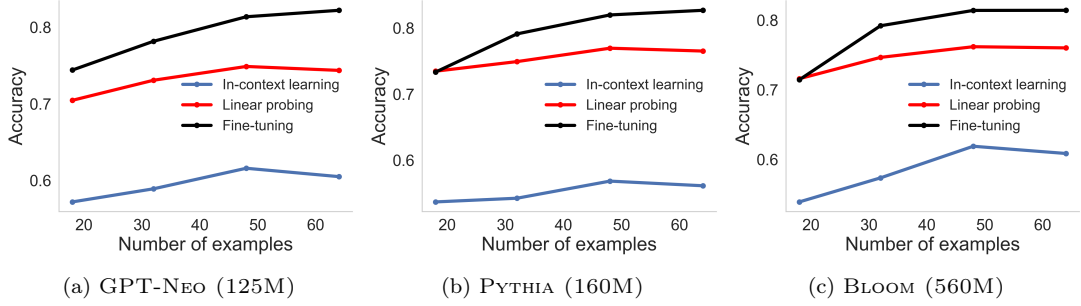 Accuracy
0.8
0.7
0.6
In-context learning
Linear probing
Fine-tuning
20 30 40 50 60
Number of examples
(a) GPT-NEO (125M)
Accuracy
0.8
0.7
0.6
In-context learning
Linear probing
Fine-tuning
20 30 40 50 60
Number of examples
(b) PYTHIA (160M)
Accuracy
0.8
0.7
0.6
In-context learning
Linear probing
Fine-tuning
20 30 40 50 60
Number of examples
(c) BLOOM (560M)